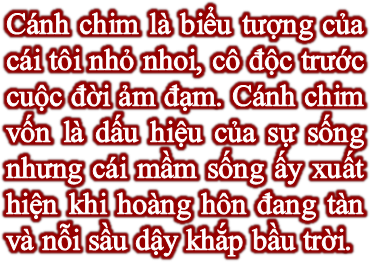 Cánh chim là biểu tượng của
cái tôi nhỏ nhoi, cô độc trước
cuộc đời ảm đạm. Cánh chim
vốn là dấu hiệu của sự sống
nhưng cái mầm sống ấy xuất
hiện khi hoàng hôn đang tàn
và nỗi sầu dậy khắp bầu trời.